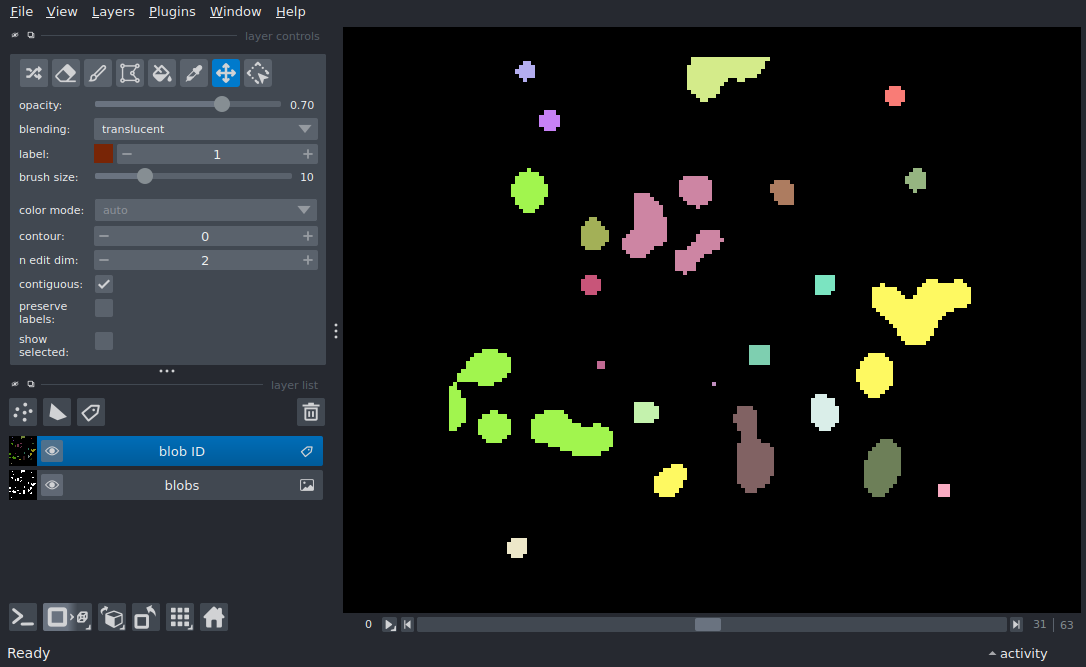 File View Layers Plugins Window Help
layer controls
opacity: 0.70
blending: translucent
label: 1
brush size: 10
color mode: auto
contour: 0
n edit dim: 2
contiguous:
preserve
labels:
show
selected:
layer list
blob ID
blobs
0 31 63
Ready activity